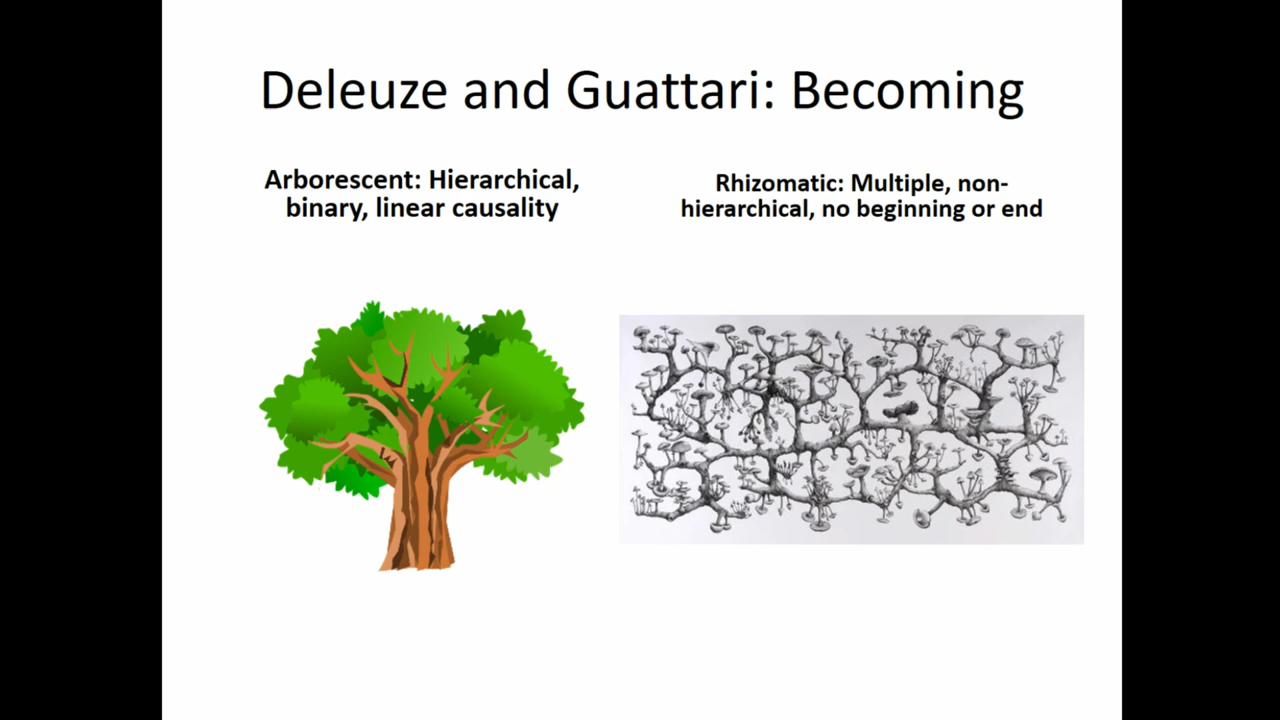 Deleuze and Guattari: Becoming
Arborescent: Hierarchical,
binary, linear causality
Rhizomatic: Multiple, non-
hierarchical, no beginning or end